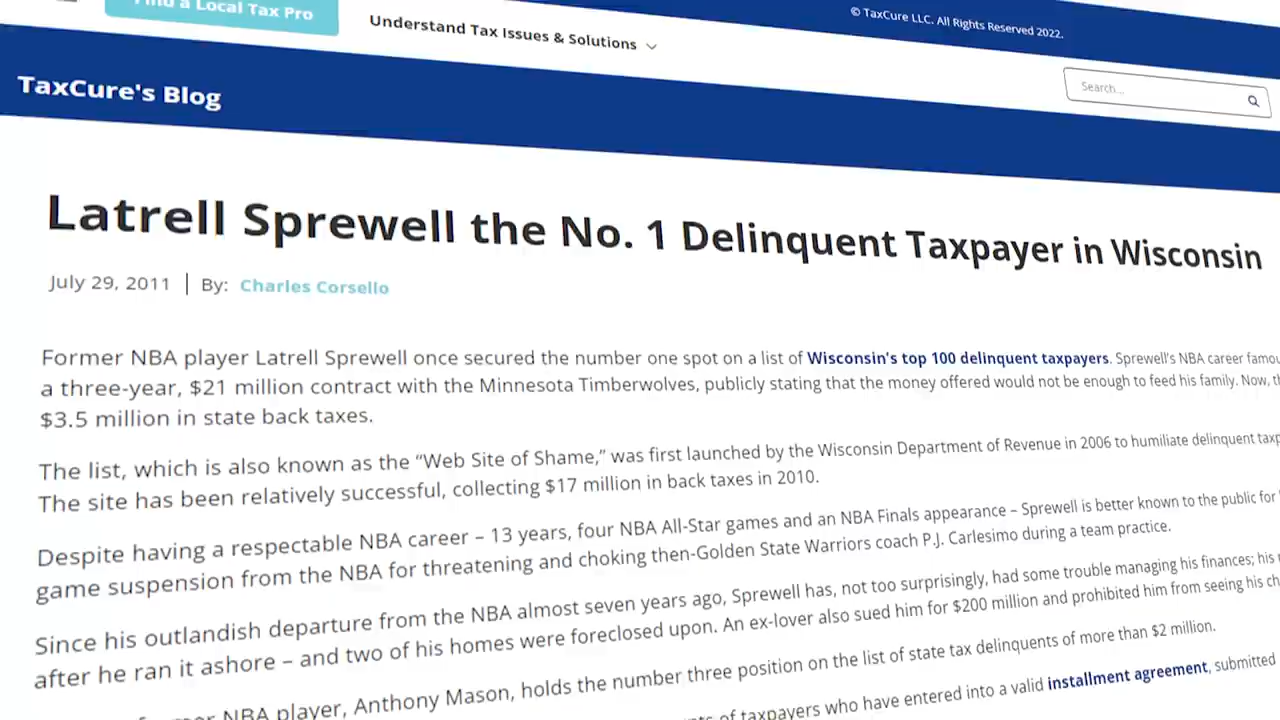 Find a Local Tax Pro
Understand Tax Issues & Solutions
© TaxCure LLC. All Rights Reserved 2022.
Search...
TaxCure's Blog
Latrell Sprewell the No. 1 Delinquent Taxpayer in Wisconsin
July 29, 2011 | By: Charles Corsello
Former NBA player Latrell Sprewell once secured the number one spot on a list of Wisconsin's top 100 delinquent taxpayers. Sprewell's NBA career
a three-year, $21 million contract with the Minnesota Timberwolves, publicly stating that the money offered would not be enough to feed his family. Now,
$3.5 million in state back taxes.
The list, which is also known as the “Web Site of Shame,” was first launched by the Wisconsin Department of Revenue in 2006 to humiliate delinquent
The site has been relatively successful, collecting $17 million in back taxes in 2010.
Despite having a respectable NBA career – 13 years, four NBA All-Star games and an NBA Finals appearance – Sprewell is better known to the public for
game suspension from the NBA for threatening and choking then-Golden State Warriors coach P.J. Carlesimo during a team practice.
Since his outlandish departure from the NBA almost seven years ago, Sprewell has, not too surprisingly, had some trouble managing his finances; his
after he ran it ashore – and two of his homes were foreclosed upon. An ex-lover also sued him for $200 million and prohibited him from seeing his
NBA player, Anthony Mason, holds the number three position on the list of state tax delinquents of more than $2 million.
of taxpayers who have entered into a valid installment agreement, submitted